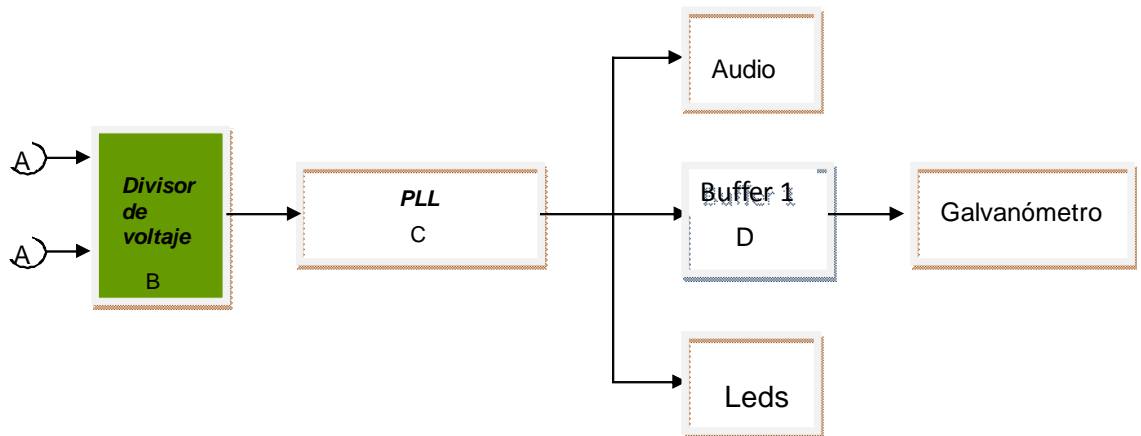 A
A
Divisor
de
voltaje
B
PLL
C
Audio
Buffer 1
D
Galvanómetro
Leds